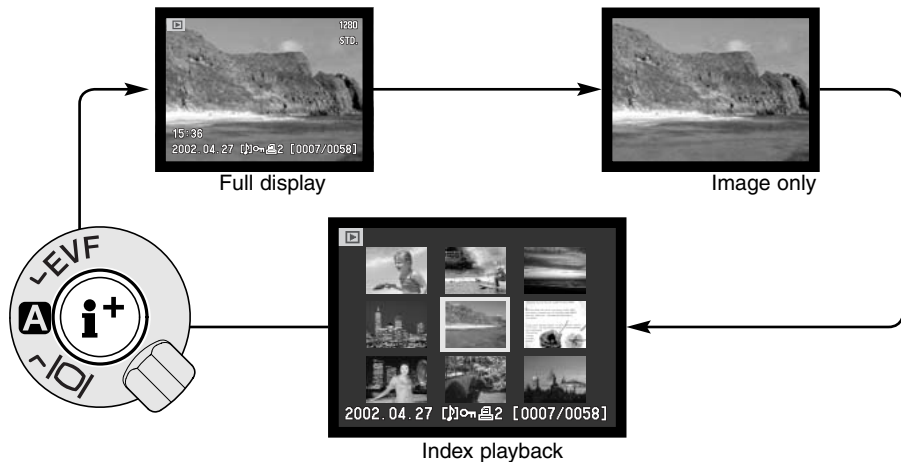 1280
STD.
15:36
2002.04.27 [♪] 2 [0007/0058]
Full display
Image only
EVF
A
i+
2002.04.27 [♪] 2 [0007/0058]
Index playback